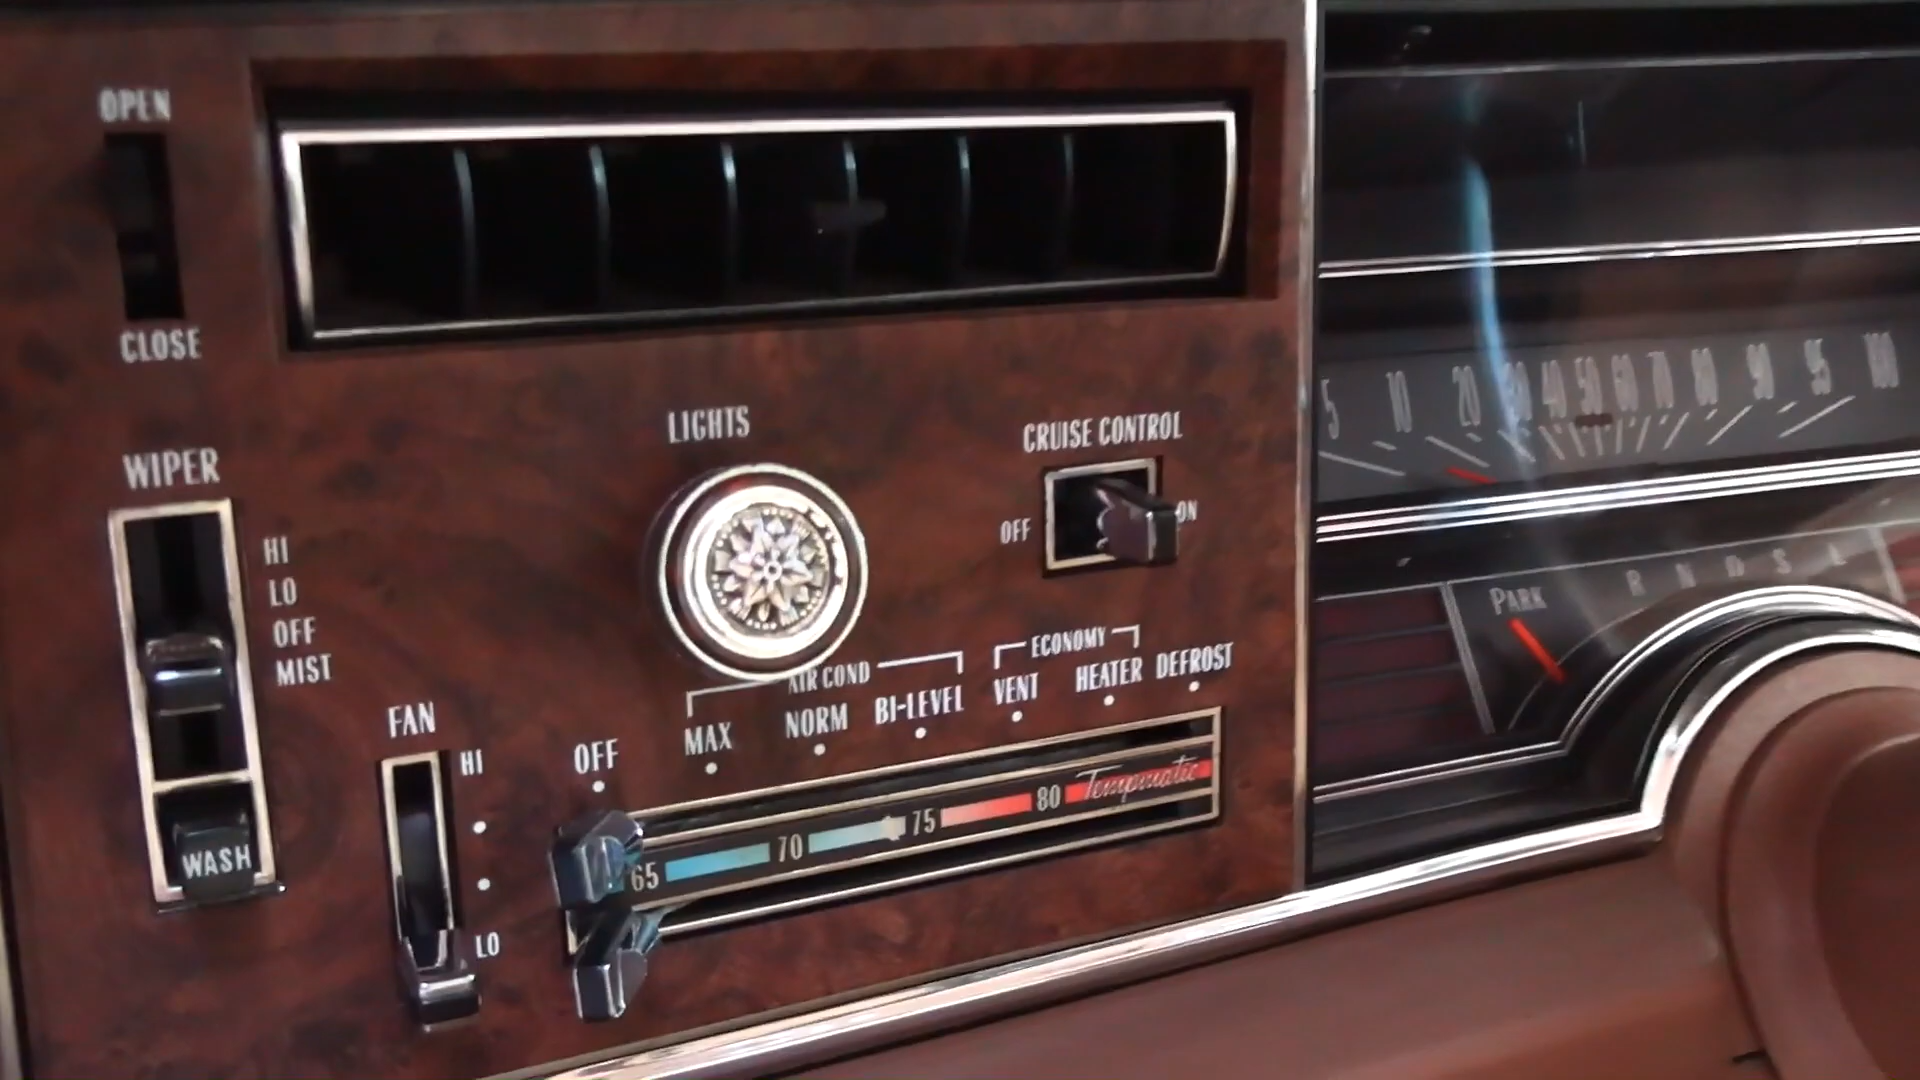 OPEN
CLOSE
WIPER
HI
LO
OFF
MIST
WASH
FAN
HI
LO
LIGHTS
CRUISE CONTROL
OFF
ON
AIR COND
ECONOMY
OFF
MAX
NORM
BI-LEVEL
VENT
HEATER
DEFROST
65
70
75
80
Tempmatic
5 10 20 30 40 50 60 70 80 90 95 100
PARK R N D S L